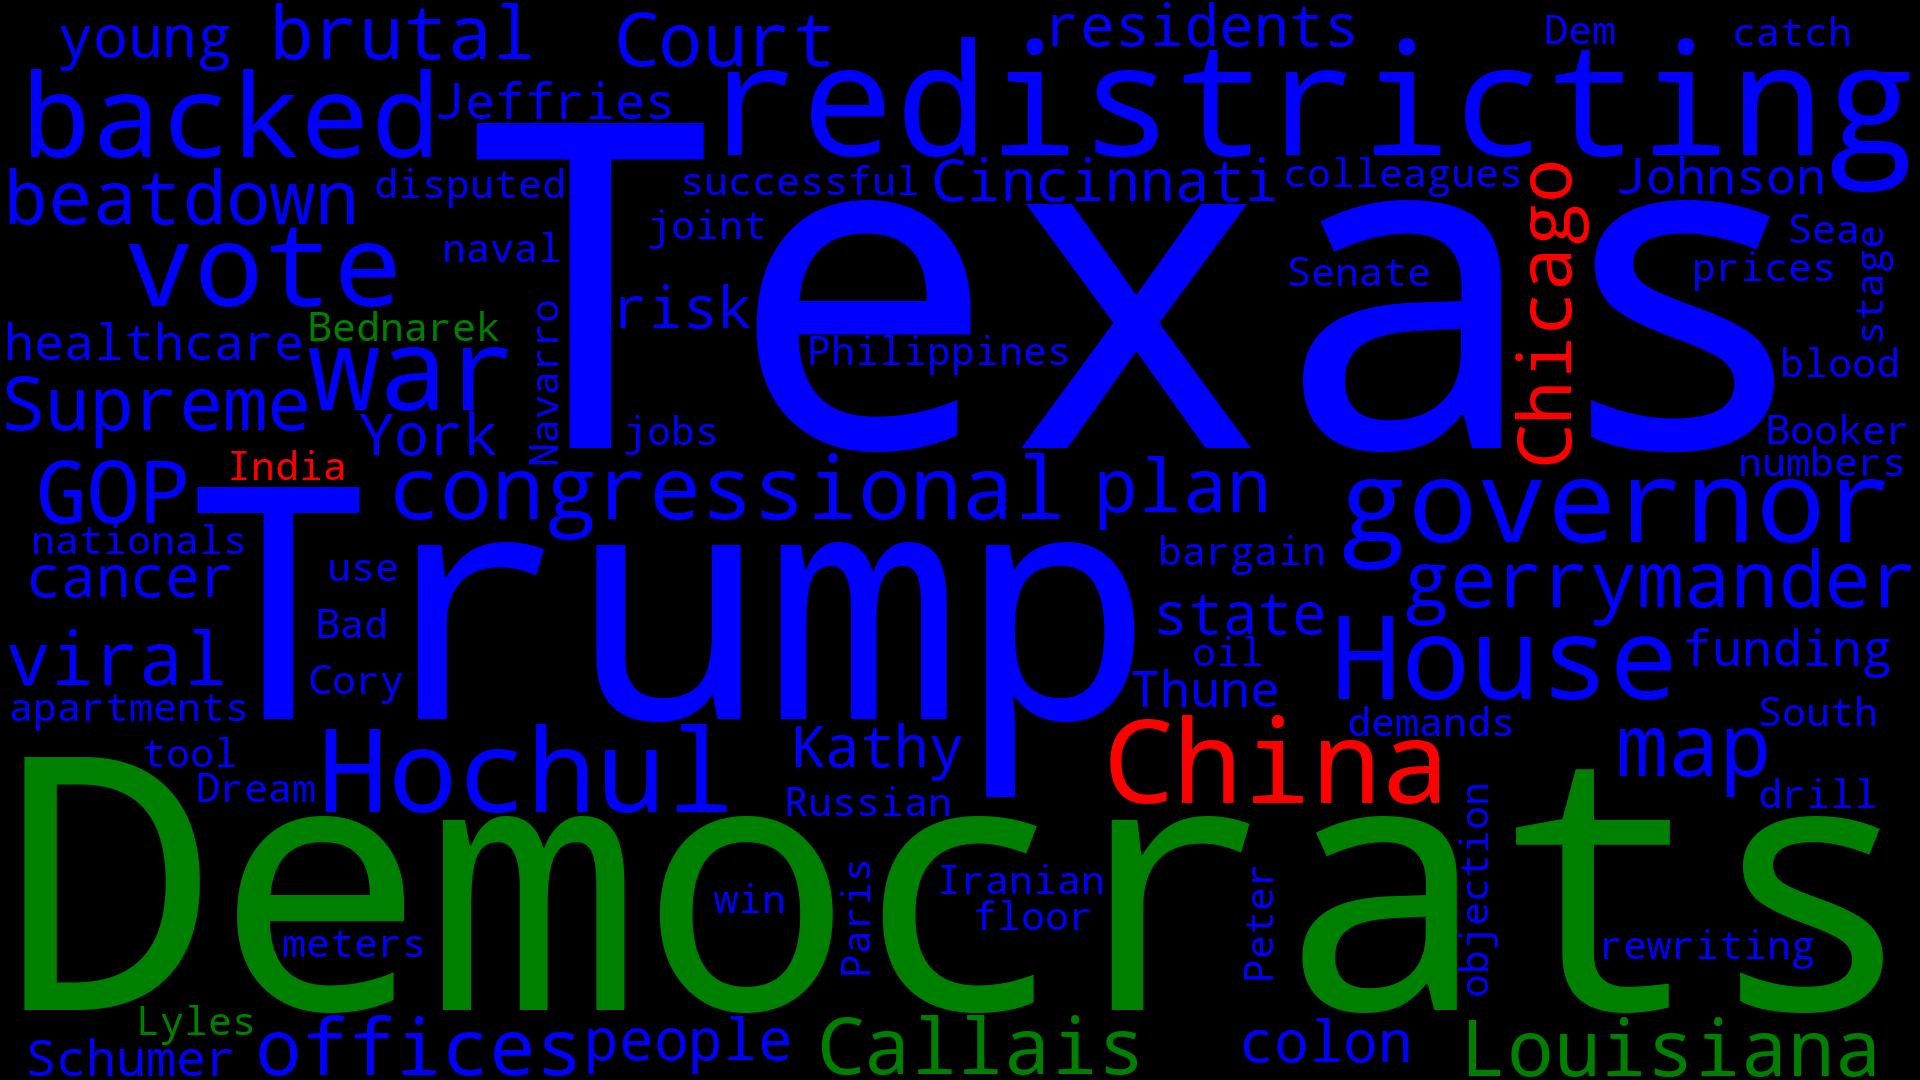 young
brutal
Court
residents
Dem
catch
backed
Jeffries
redistricting
beatdown
disputed
Texas
successful
Cincinnati
colleagues
Chicago
Johnson
vote
naval
joint
Senate
Sea
prices
stage
healthcare
Bednarek
war
Navarro
risk
Philippines
blood
Supreme
York
jobs
Booker
numbers
GOP
India
Trump
congressional
plan
governor
nationals
cancer
use
bargain
gerrymander
viral
Bad
state
House
funding
apartments
Cory
oil
Thune
demands
South
tool
Dream
Hochul
Kathy
China
map
Russian
drill
Democrats
win
Paris
Iranian
floor
Peter
objection
meters
rewriting
Lyles
Schumer
offices
people
Callais
colon
Louisiana